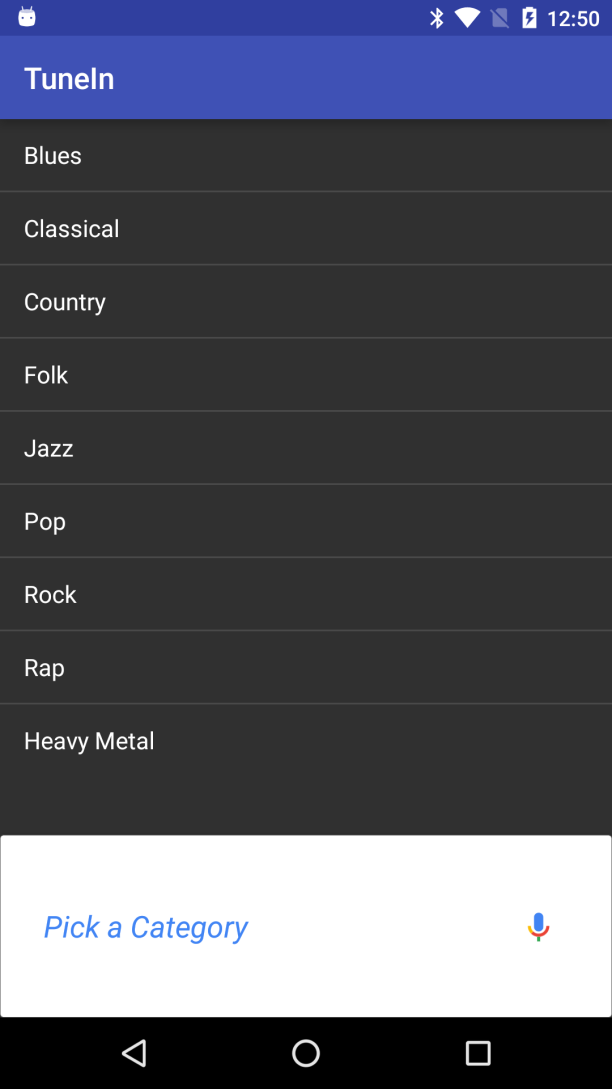 12:50
TuneIn
Blues
Classical
Country
Folk
Jazz
Pop
Rock
Rap
Heavy Metal
Pick a Category